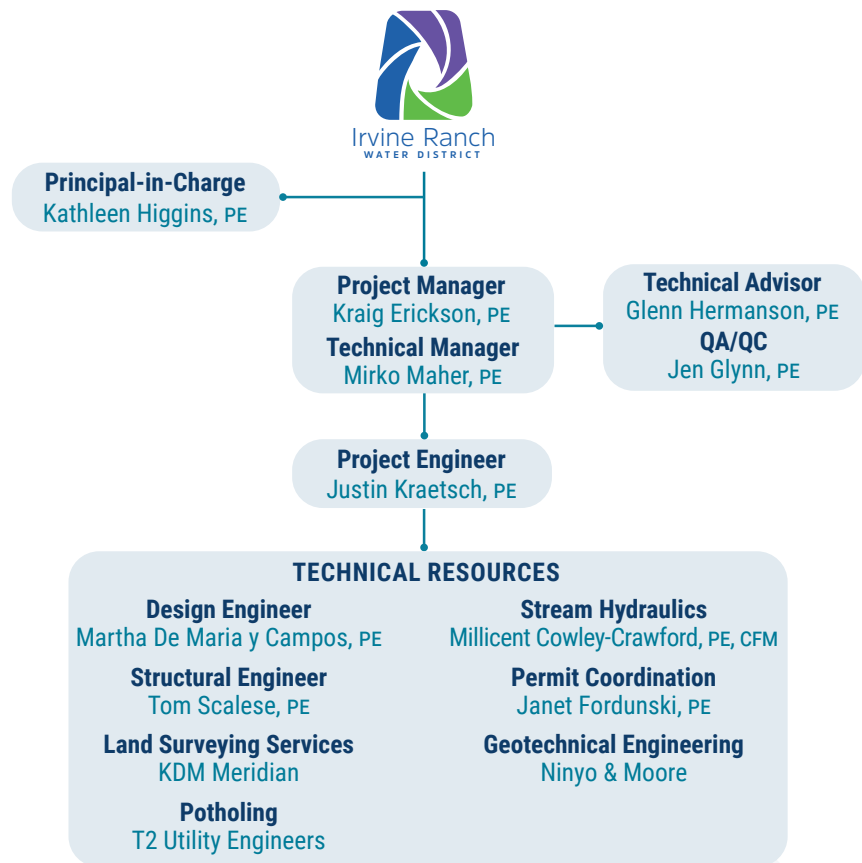 Irvine Ranch
WATER DISTRICT
Principal-in-Charge
Kathleen Higgins, PE
Project Manager
Kraig Erickson, PE
Technical Manager
Mirko Maher, PE
Technical Advisor
Glenn Hermanson, PE
QA/QC
Jen Glynn, PE
Project Engineer
Justin Kraetsch, PE
TECHNICAL RESOURCES
Design Engineer
Martha De Maria y Campos, PE
Structural Engineer
Tom Scalese, PE
Land Surveying Services
KDM Meridian
Potholing
T2 Utility Engineers
Stream Hydraulics
Millicent Cowley-Crawford, PE, CFM
Permit Coordination
Janet Fordunski, PE
Geotechnical Engineering
Ninyo & Moore